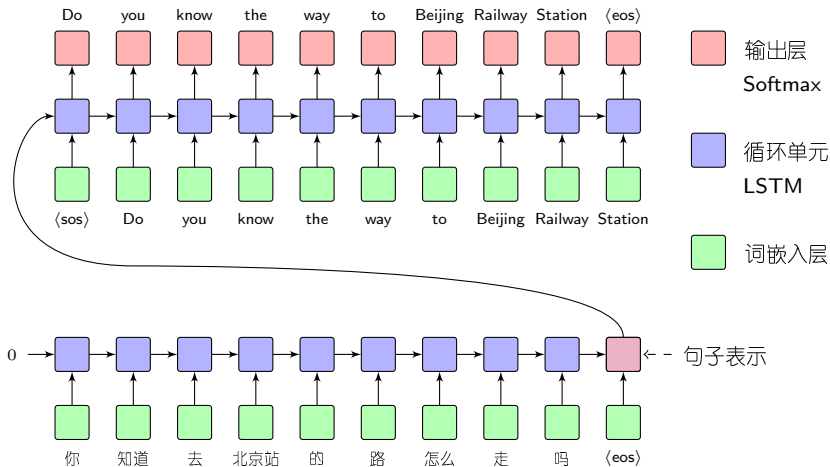 Do you know the way to Beijing Railway Station ⟨eos⟩
⟨sos⟩ Do you know the way to Beijing Railway Station
输出层
Softmax
循环单元
LSTM
词嵌入层
0
句子表示
你 知道 去 北京站 的 路 怎么 走 吗 ⟨eos⟩